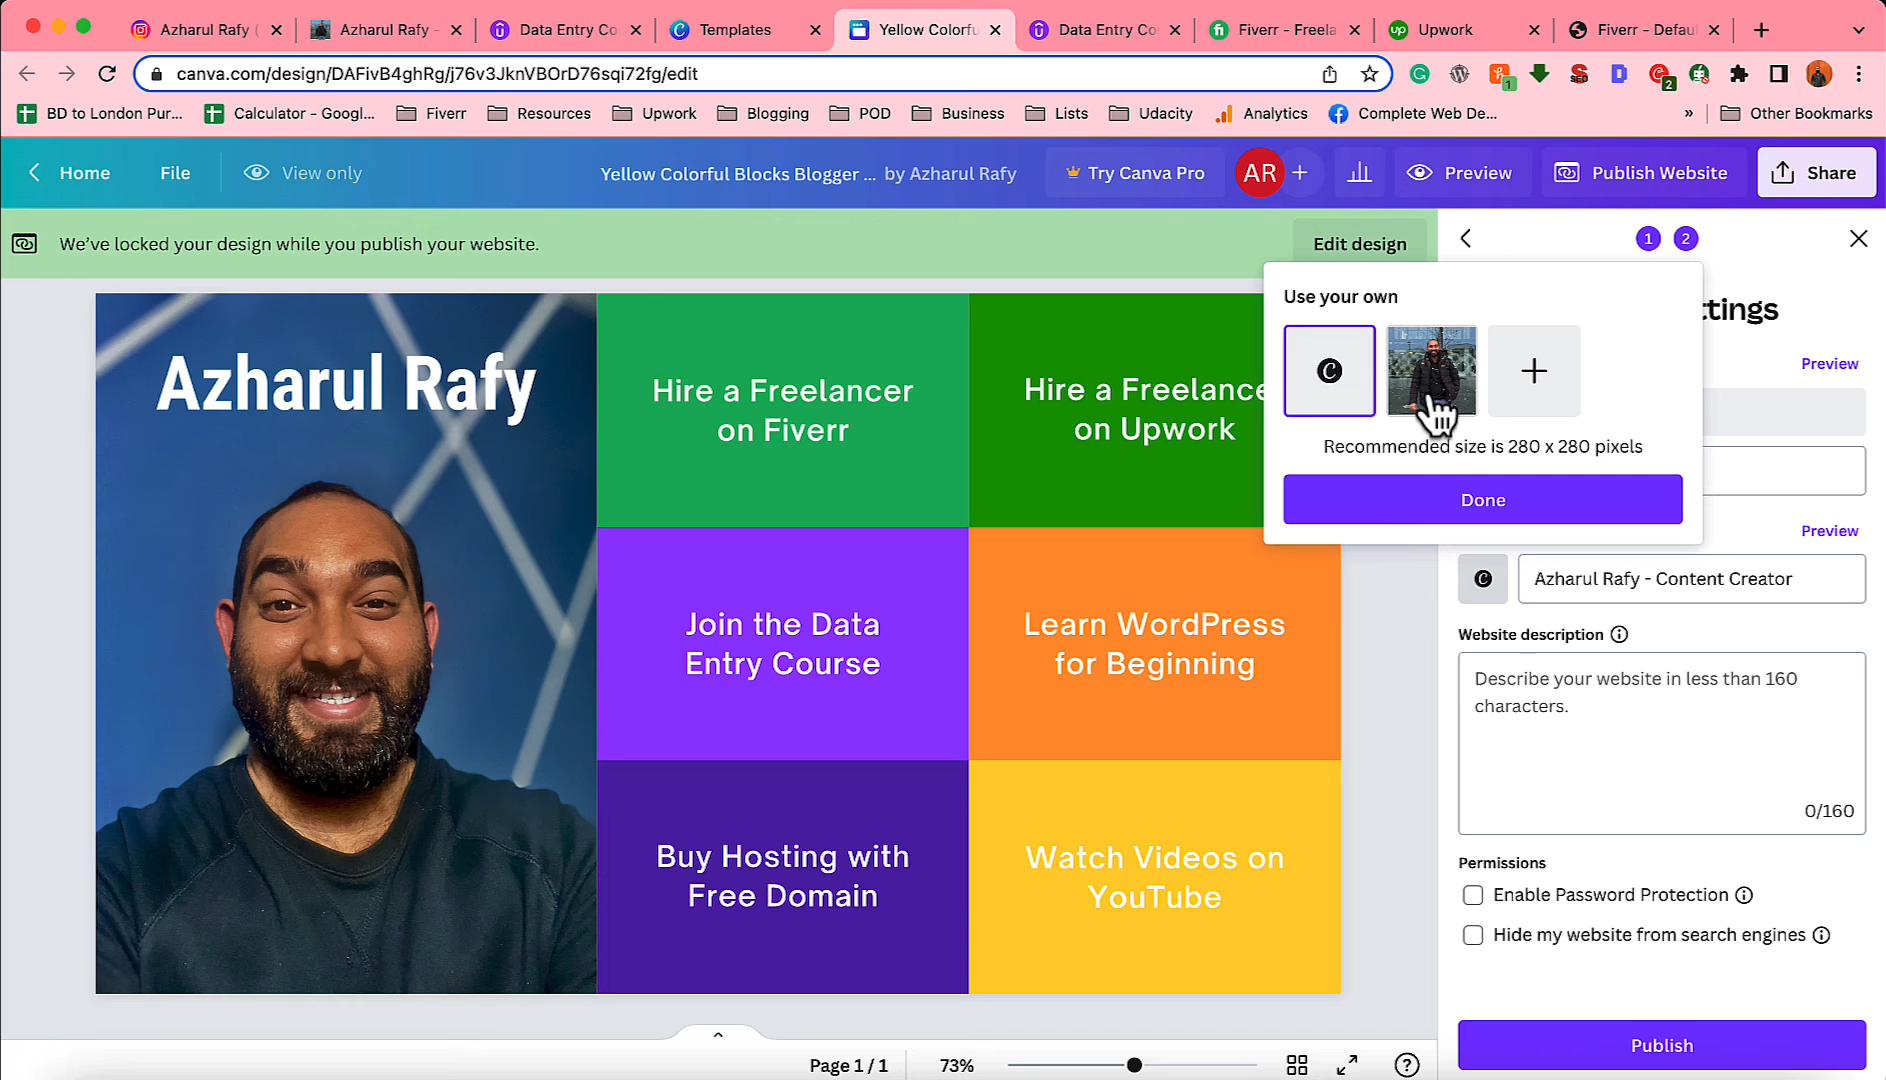 Azharul Rafy (
Azharul Rafy -
Data Entry Co
Templates
Yellow Colorfu
Data Entry Co
Fiverr - Freela
Upwork
Fiverr - Defau
canva.com/design/DAFivB4ghRg/j76v3JknVBOrD76sqi72fg/edit
1
2
BD to London Pur...
Calculator - Googl...
Fiverr
Resources
Upwork
Blogging
POD
Business
Lists
Udacity
Analytics
Complete Web De...
»
Other Bookmarks
Home
File
View only
Yellow Colorful Blocks Blogger ... by Azharul Rafy
Try Canva Pro
AR
Preview
Publish Website
Share
We've locked your design while you publish your website.
Edit design
1
2
Use your own
ttings
Preview
Recommended size is 280 x 280 pixels
Done
Preview
Azharul Rafy - Content Creator
Website description
Describe your website in less than 160
characters.
0/160
Permissions
Enable Password Protection
Hide my website from search engines
Publish
Azharul Rafy
Hire a Freelancer
on Fiverr
Hire a Freelance
on Upwork
Join the Data
Entry Course
Learn WordPress
for Beginning
Buy Hosting with
Free Domain
Watch Videos on
YouTube
Page 1 / 1
73%